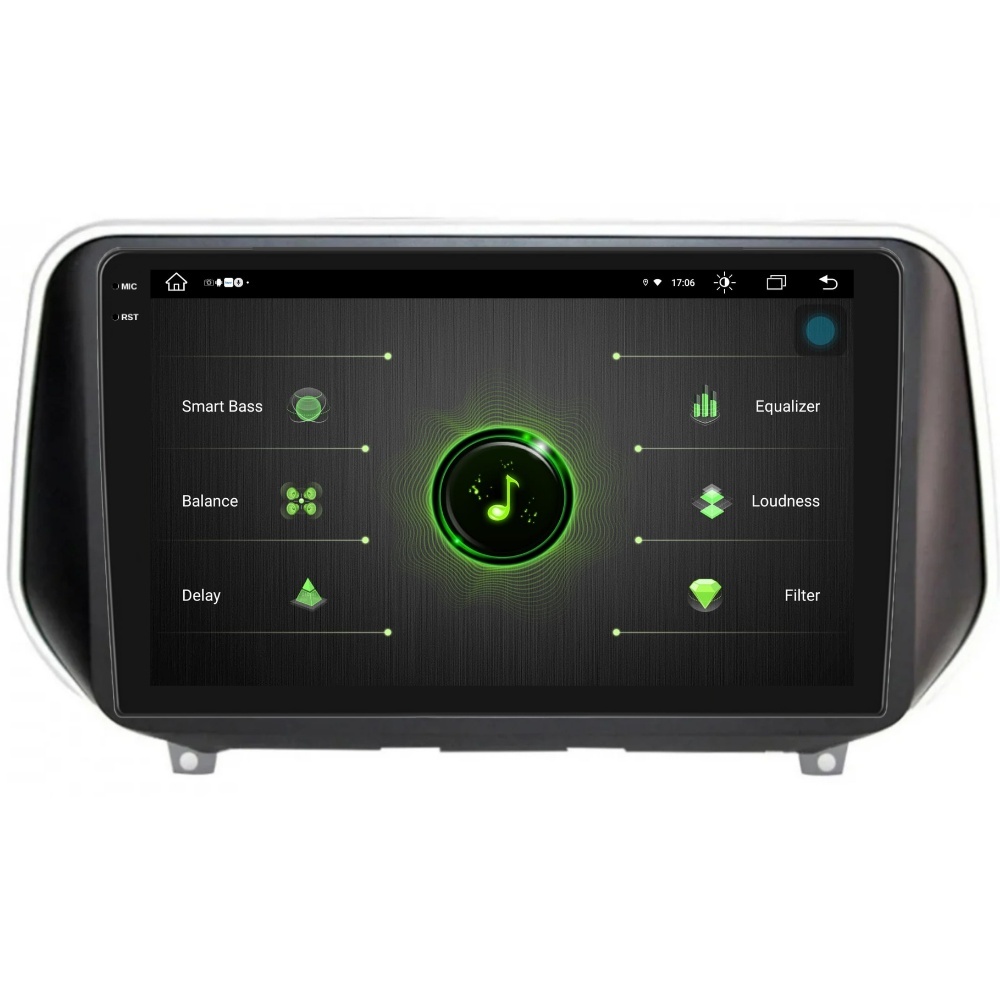 MIC
17:06
RST
Smart Bass
Equalizer
Balance
Loudness
Delay
Filter